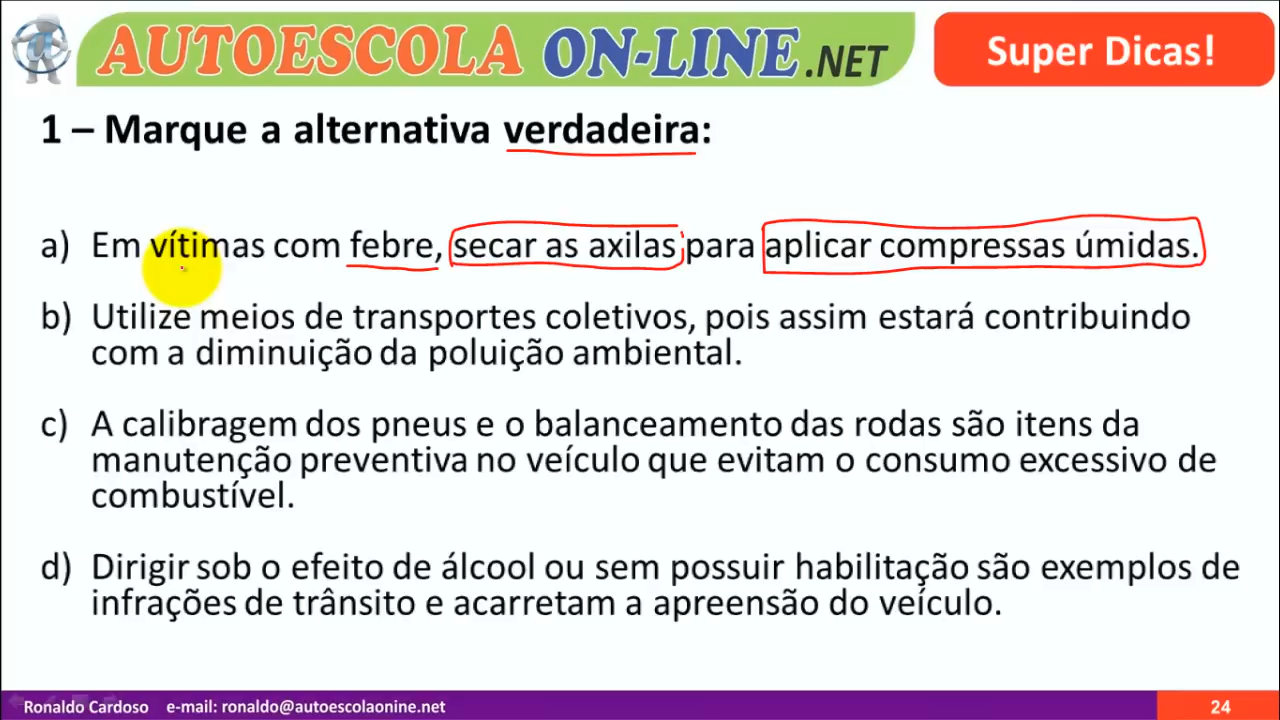 AUTOESCOLA ON-LINE.NET
Super Dicas!
1 – Marque a alternativa verdadeira:
a) Em vítimas com febre, secar as axilas para aplicar compressas úmidas.
b) Utilize meios de transportes coletivos, pois assim estará contribuindo
com a diminuição da poluição ambiental.
c) A calibragem dos pneus e o balanceamento das rodas são itens da
manutenção preventiva no veículo que evitam o consumo excessivo de
combustível.
d) Dirigir sob o efeito de álcool ou sem possuir habilitação são exemplos de
infrações de trânsito e acarretam a apreensão do veículo.
Ronaldo Cardoso e-mail: ronaldo@autoescolaonine.net
24